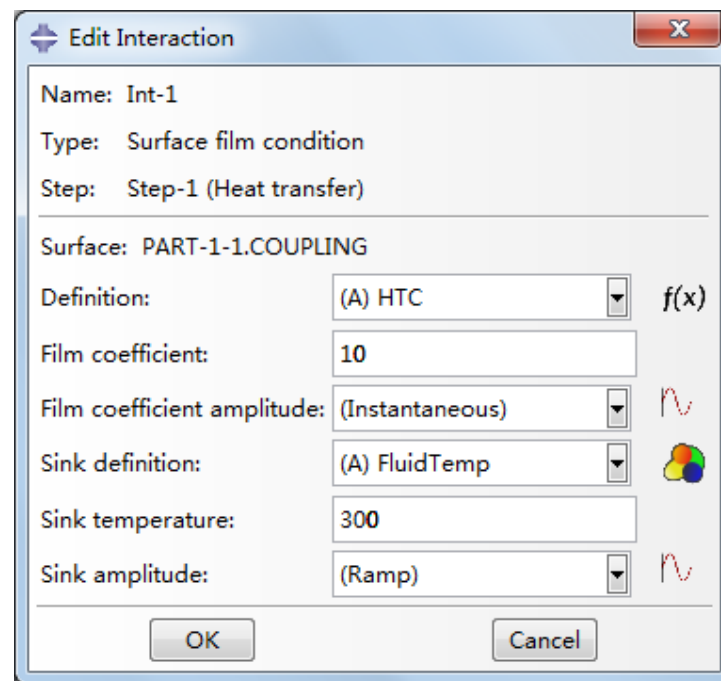 Edit Interaction
Name: Int-1
Type: Surface film condition
Step: Step-1 (Heat transfer)
Surface: PART-1-1.COUPLING
Definition: (A) HTC f(x)
Film coefficient: 10
Film coefficient amplitude: (Instantaneous)
Sink definition: (A) FluidTemp
Sink temperature: 300
Sink amplitude: (Ramp)
OK Cancel